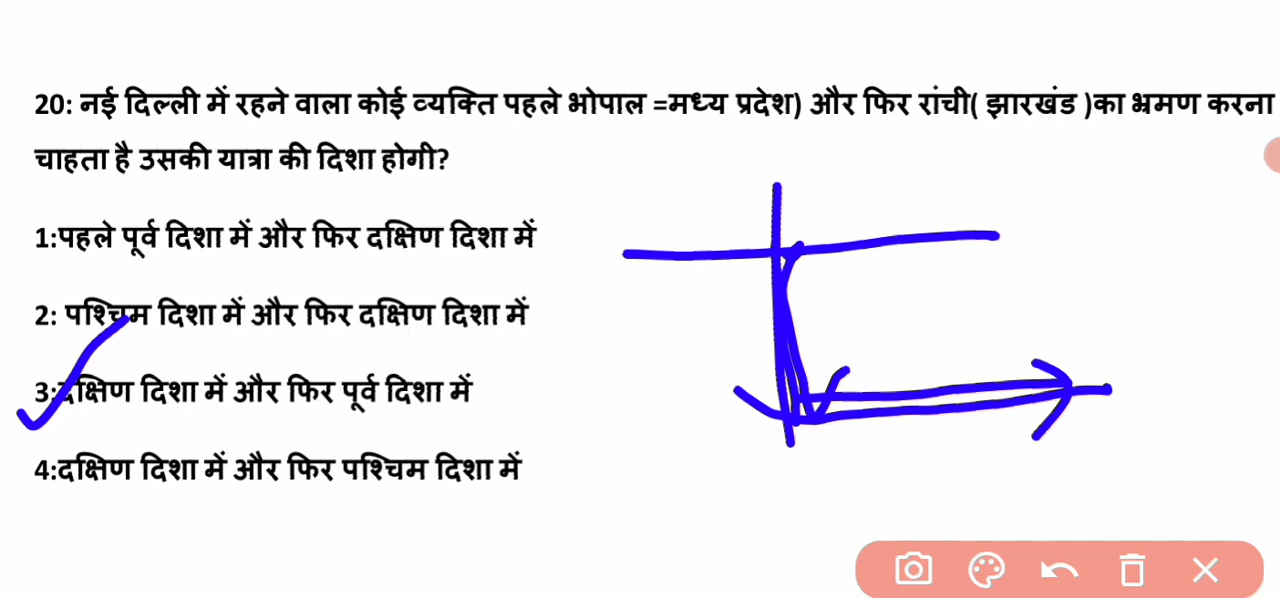 20: नई दिल्ली में रहने वाला कोई व्यक्ति पहले भोपाल =मध्य प्रदेश) और फिर रांची( झारखंड )का भ्रमण करना
चाहता है उसकी यात्रा की दिशा होगी?
1:पहले पूर्व दिशा में और फिर दक्षिण दिशा में
2: पश्चिम दिशा में और फिर दक्षिण दिशा में
3:दक्षिण दिशा में और फिर पूर्व दिशा में
4:दक्षिण दिशा में और फिर पश्चिम दिशा में